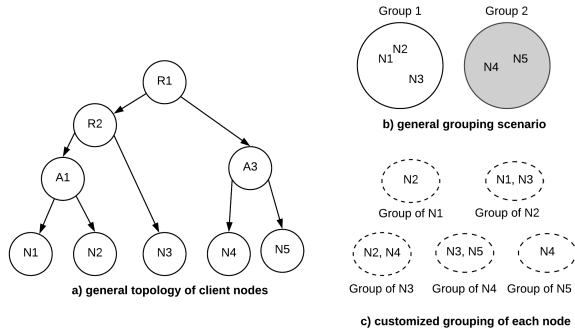 Group 1
Group 2
N1
N2
N3
N4
N5
b) general grouping scenario
R1
R2
A1
A3
N1
N2
N3
N4
N5
a) general topology of client nodes
N2
N1, N3
Group of N1
Group of N2
N2, N4
N3, N5
N4
Group of N3
Group of N4
Group of N5
c) customized grouping of each node